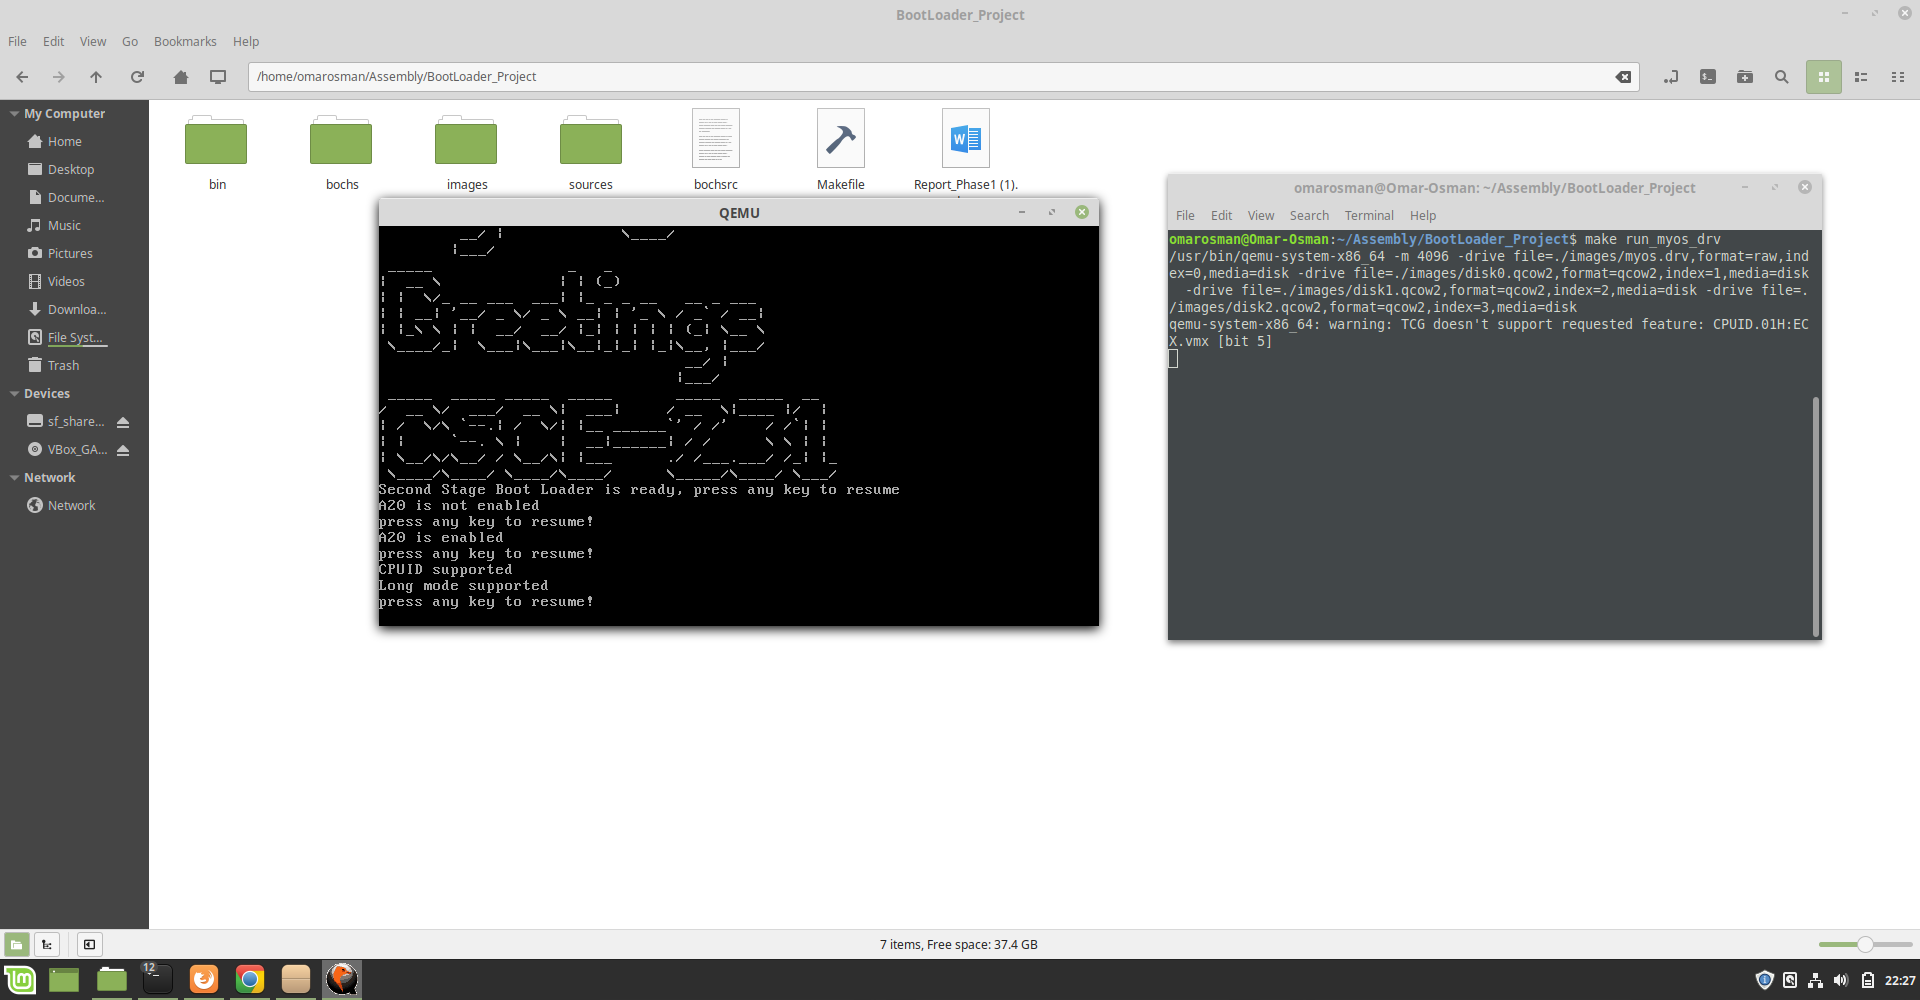 BootLoader_Project
File Edit View Go Bookmarks Help
/home/omarosman/Assembly/BootLoader_Project
My Computer
Home
Desktop
Docume...
Music
Pictures
Videos
Downloa...
File Syst...
Trash
Devices
sf_share...
VBox_GA...
Network
Network
bin
bochs
images
sources
bochsrc
Makefile
Report_Phase1 (1).
QEMU
Greetings
CSCE-231
Second Stage Boot Loader is ready, press any key to resume
A20 is not enabled
press any key to resume!
A20 is enabled
press any key to resume!
CPUID supported
Long mode supported
press any key to resume!
omarosman@Omar-Osman: ~/Assembly/BootLoader_Project
File Edit View Search Terminal Help
omarosman@Omar-Osman:~/Assembly/BootLoader_Project$ make run_myos_drv
/usr/bin/qemu-system-x86_64 -m 4096 -drive file=./images/myos.drv,format=raw,ind
ex=0,media=disk -drive file=./images/disk0.qcow2,format=qcow2,index=1,media=disk
-drive file=./images/disk1.qcow2,format=qcow2,index=2,media=disk -drive file=.
/images/disk2.qcow2,format=qcow2,index=3,media=disk
qemu-system-x86_64: warning: TCG doesn't support requested feature: CPUID.01H:EC
X.vmx [bit 5]
7 items, Free space: 37.4 GB
12
22:27